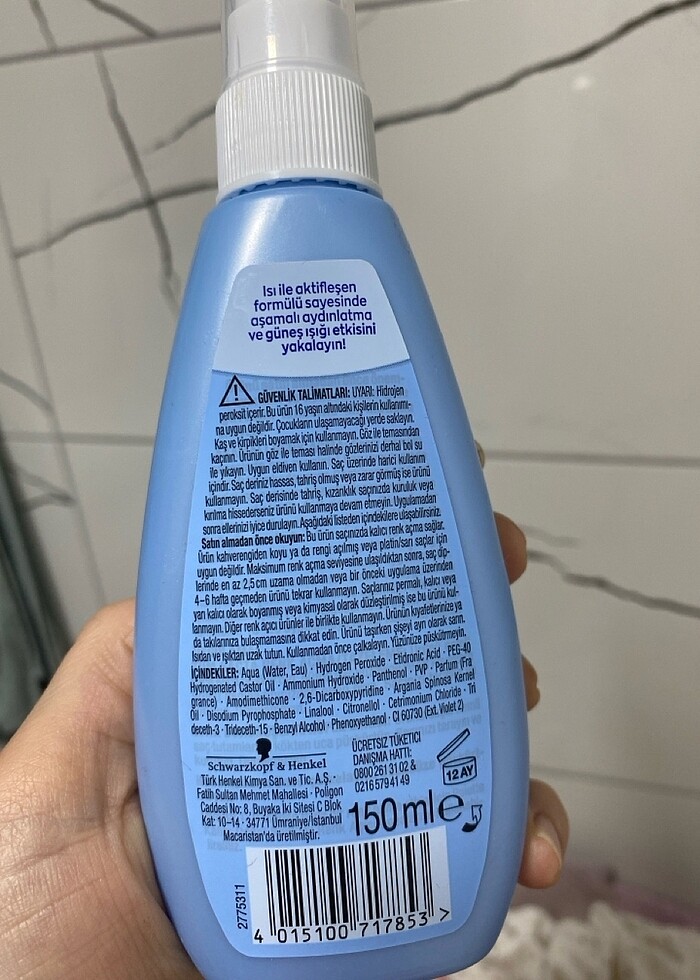 Isı ile aktifleşen
formülü sayesinde
aşamalı aydınlatma
ve güneş ışığı etkisini
yakalayın!
GÜVENLİK TALİMATLARI: UYARI: Hidrojen
peroksit içerir. Bu ürün 16 yaşın altındaki kişilerin kullanımı-
na uygun değildir. Çocukların ulaşamayacağı yerde saklayın.
Kaş ve kirpikleri boyamak için kullanmayın. Göz ile temasından
kaçının. Ürünün göz ile teması halinde gözlerinizi derhal bol su
ile yıkayın. Uygun eldiven kullanın. Saç üzerinde harici kullanım
içindir. Saç deriniz hassas, tahriş olmuş veya zarar görmüş ise ürünü
kullanmayın. Saç derisinde tahriş, kızarıklık saçınızda kuruluk veya
kırılma hissederseniz ürünü kullanmaya devam etmeyin. Uygulamadan
sonra ellerinizi iyice durulayın. Aşağıdaki listeden içindekilere ulaşabilirsiniz.
Satın almadan önce okuyun: Bu ürün saçınızda kalıcı renk açma sağlar.
Ürün kahverengiden koyu ya da rengi açılmış veya platin/sarı saçlar için
uygun değildir. Maksimum renk açma seviyesine ulaşıldıktan sonra, saç dip-
lerinde en az 2,5 cm uzama olmadan veya bir önceki uygulama üzerinden
4-6 hafta geçmeden ürünü tekrar kullanmayın. Saçlarınız permalı, kalıcı veya
yarı kalıcı olarak boyanmış veya kimyasal olarak düzleştirilmiş ise bu ürünü kul-
lanmayın. Diğer renk açıcı ürünler ile birlikte kullanmayın. Ürünün kıyafetlerinize ya
da takılarınıza bulaşmamasına dikkat edin. Ürünü taşırken şişeyi ayrı olarak sarın.
Isıdan ve ışıktan uzak tutun. Kullanmadan önce çalkalayın. Yüzünüze püskürtmeyin.
İÇİNDEKİLER: Aqua (Water, Eau) · Hydrogen Peroxide · Etidronic Acid · PEG-40
Hydrogenated Castor Oil · Ammonium Hydroxide · Panthenol · PVP · Parfum (Fra
grance) · Amodimethicone · 2,6-Dicarboxypyridine · Argania Spinosa Kernel
Oil · Disodium Pyrophosphate · Linalool · Citronellol · Cetrimonium Chloride · Tri
deceth-3 · Trideceth-15 · Benzyl Alcohol · Phenoxyethanol · CI 60730 (Ext. Violet 2)
Schwarzkopf & Henkel
Türk Henkel Kimya San. ve Tic. A.Ş. ·
Fatih Sultan Mehmet Mahallesi · Poligon
Caddesi No: 8, Buyaka İki Sitesi C Blok
Kat: 10-14 · 34771 Ümraniye/İstanbul
Macaristan'da üretilmiştir.
ÜCRETSİZ TÜKETİCİ
DANIŞMA HATTI:
0800 261 31 02 &
0216 579 41 49
12 AY
150 ml e
2775311
4 015100 717853 >